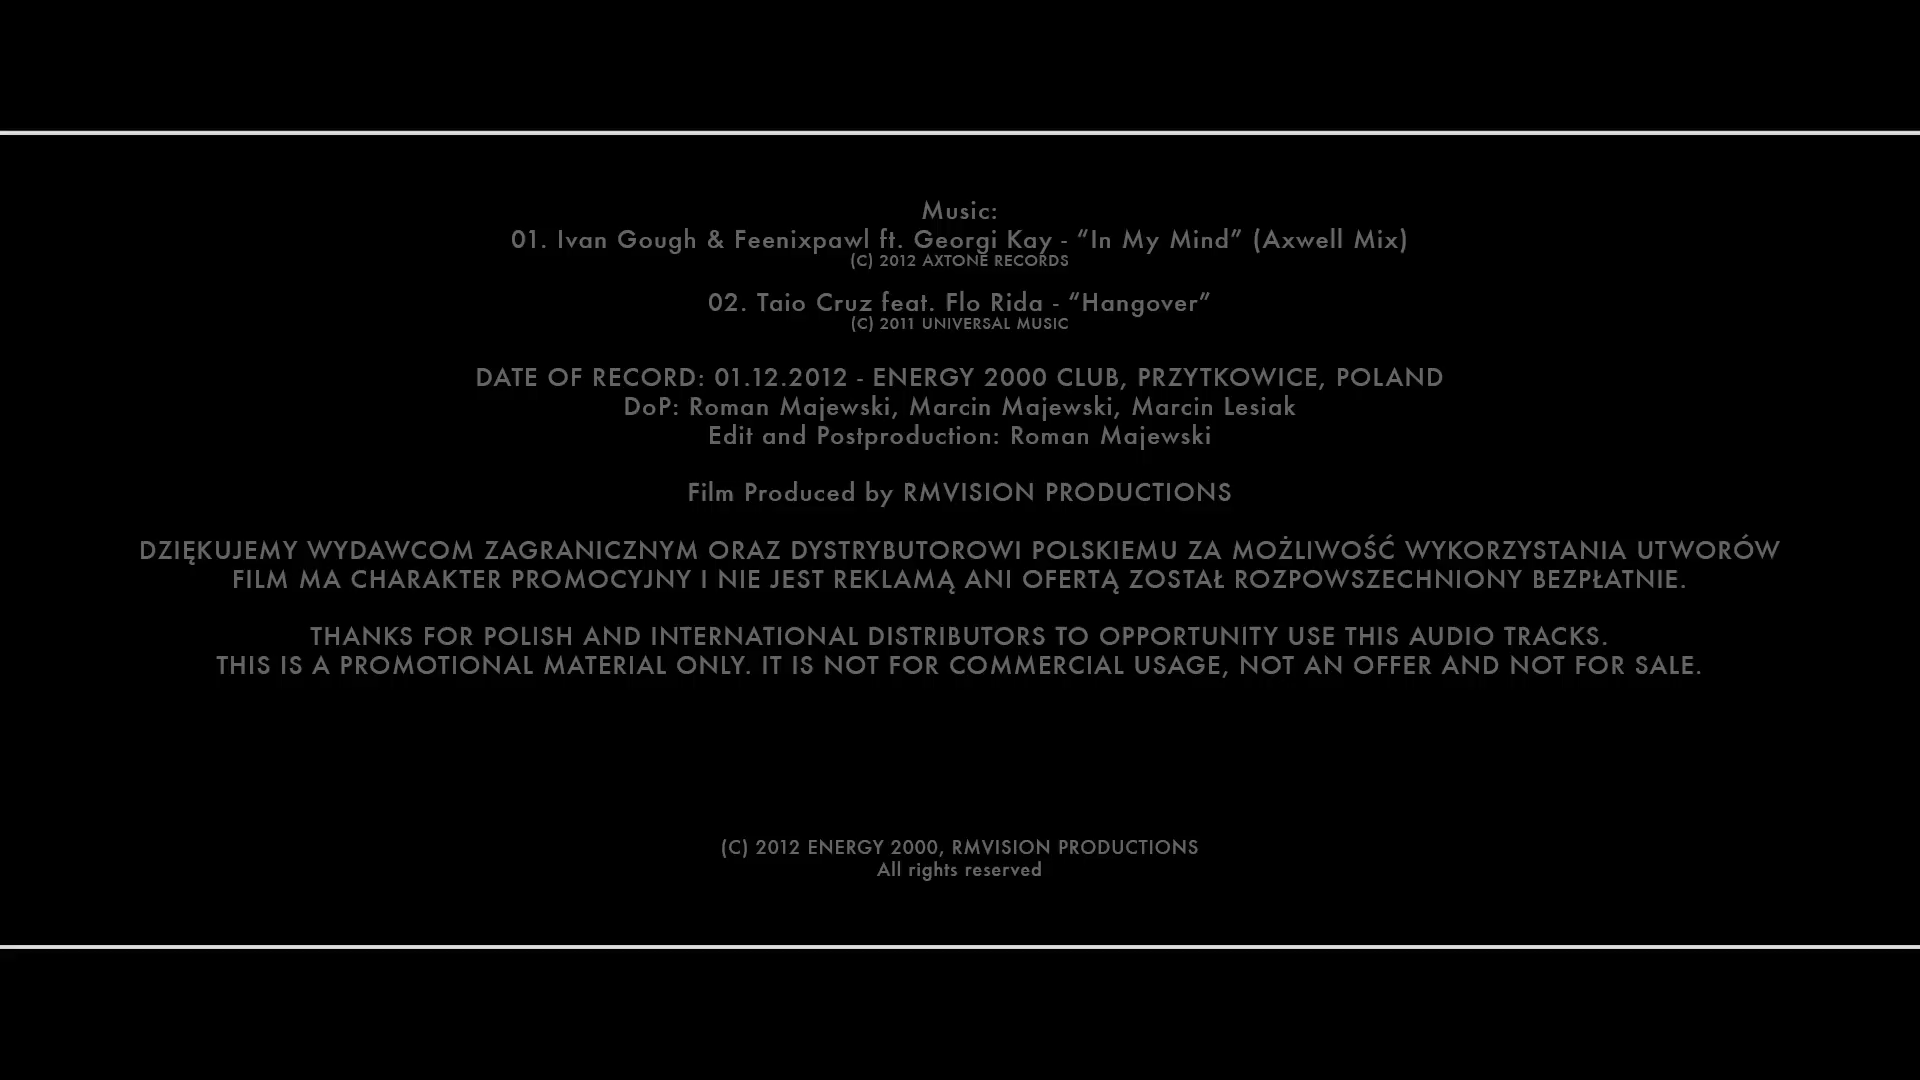 Music:
01. Ivan Gough & Feenixpawl ft. Georgi Kay - “In My Mind” (Axwell Mix)
(C) 2012 AXTONE RECORDS
02. Taio Cruz feat. Flo Rida - “Hangover”
(C) 2011 UNIVERSAL MUSIC
DATE OF RECORD: 01.12.2012 - ENERGY 2000 CLUB, PRZYTKOWICE, POLAND
DoP: Roman Majewski, Marcin Majewski, Marcin Lesiak
Edit and Postproduction: Roman Majewski
Film Produced by RMVISION PRODUCTIONS
DZIĘKUJEMY WYDAWCOM ZAGRANICZNYM ORAZ DYSTRYBUTOROWI POLSKIEMU ZA MOŻLIWOŚĆ WYKORZYSTANIA UTWORÓW
FILM MA CHARAKTER PROMOCYJNY I NIE JEST REKLAMĄ ANI OFERTĄ ZOSTAŁ ROZPOWSZECHNIONY BEZPŁATNIE.
THANKS FOR POLISH AND INTERNATIONAL DISTRIBUTORS TO OPPORTUNITY USE THIS AUDIO TRACKS.
THIS IS A PROMOTIONAL MATERIAL ONLY. IT IS NOT FOR COMMERCIAL USAGE, NOT AN OFFER AND NOT FOR SALE.
(C) 2012 ENERGY 2000, RMVISION PRODUCTIONS
All rights reserved